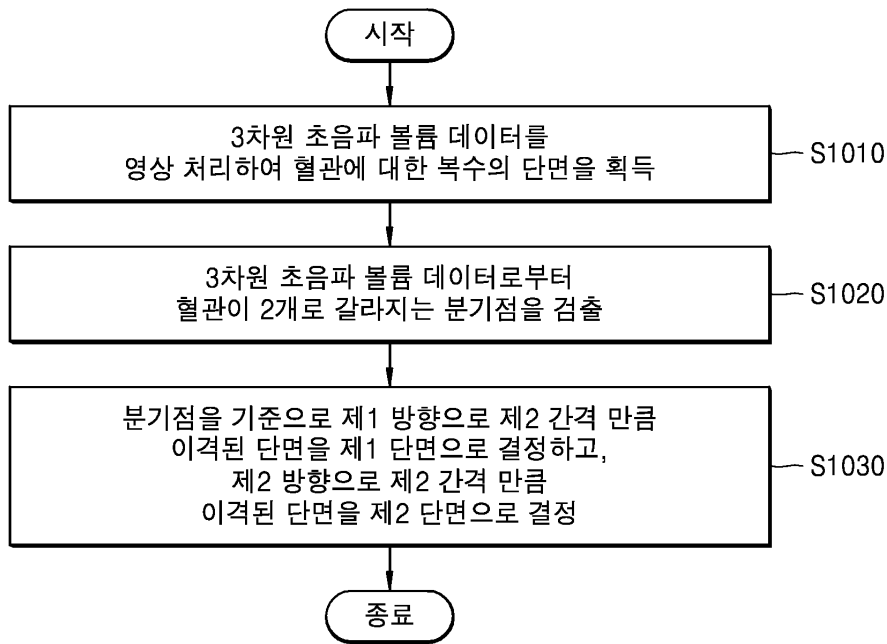 시작
3차원 초음파 볼륨 데이터를
영상 처리하여 혈관에 대한 복수의 단면을 획득
S1010
3차원 초음파 볼륨 데이터로부터
혈관이 2개로 갈라지는 분기점을 검출
S1020
분기점을 기준으로 제1 방향으로 제2 간격 만큼
이격된 단면을 제1 단면으로 결정하고,
제2 방향으로 제2 간격 만큼
이격된 단면을 제2 단면으로 결정
S1030
종료